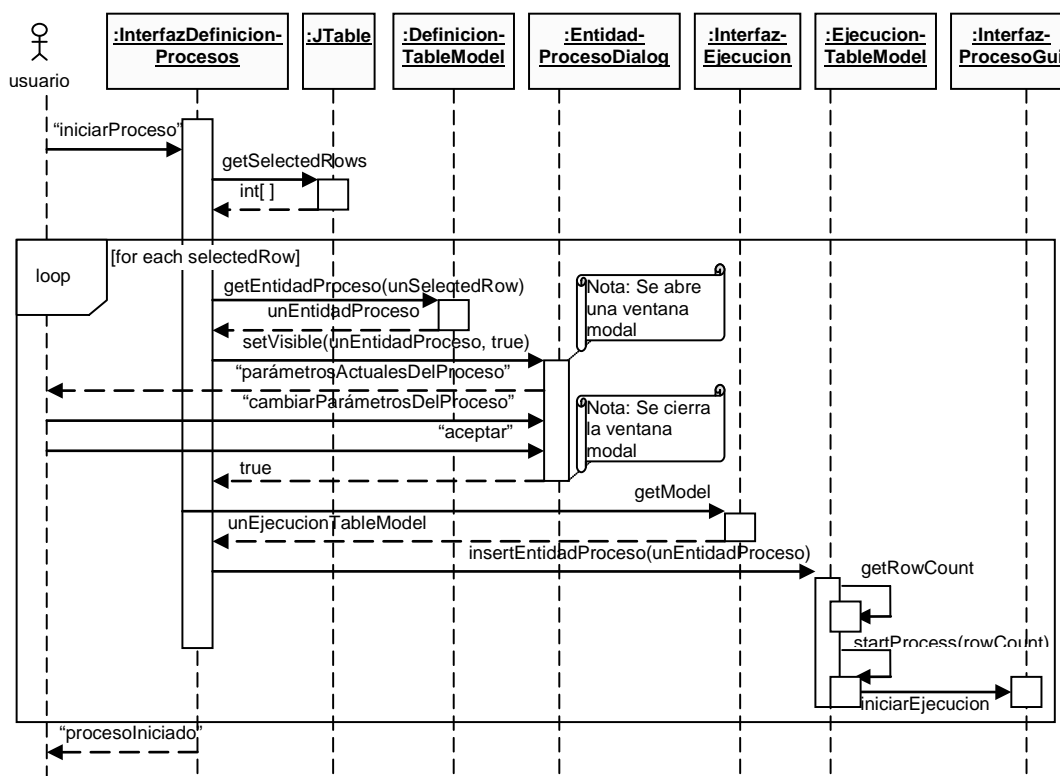 :InterfazDefinicion-
Procesos
:JTable
:Definicion-
TableModel
:Entidad-
ProcesoDialog
:Interfaz-
Ejecucion
:Ejecucion-
TableModel
:Interfaz-
ProcesoGui
usuario
“iniciarProceso”
getSelectedRows
int[ ]
loop
[for each selectedRow]
getEntidadProceso(unSelectedRow)
unEntidadProceso
Nota: Se abre
una ventana
modal
setVisible(unEntidadProceso, true)
“parámetrosActualesDelProceso”
“cambiarParámetrosDelProceso”
“aceptar”
Nota: Se cierra
la ventana
modal
true
getModel
unEjecucionTableModel
insertEntidadProceso(unEntidadProceso)
getRowCount
startProcess(rowCount)
iniciarEjecucion
“procesoIniciado”